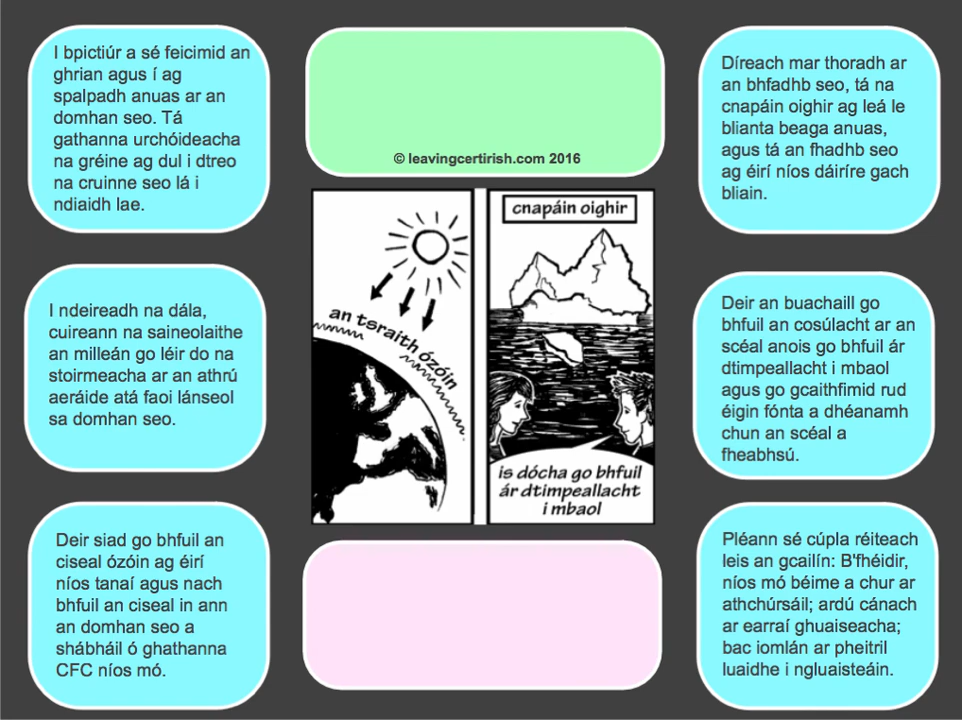 I bpictiúr a sé feicimid an
ghrian agus í ag
spalpadh anuas ar an
domhan seo. Tá
gathanna urchóideacha
na gréine ag dul i dtreo
na cruinne seo lá i
ndiaidh lae.
I ndeireadh na dála,
cuireann na saineolaithe
an milleán go léir do na
stoirmeacha ar an athrú
aeráide atá faoi lánseol
sa domhan seo.
Deir siad go bhfuil an
ciseal ózóin ag éirí
níos tanaí agus nach
bhfuil an ciseal in ann
an domhan seo a
shábháil ó ghathanna
CFC níos mó.
© leavingcertirish.com 2016
an tsraith ózóin
cnapáin oighir
is dócha go bhfuil
ár dtimpeallacht
i mbaol
Díreach mar thoradh ar
an bhfadhb seo, tá na
cnapáin oighir ag leá le
blianta beaga anuas,
agus tá an fhadhb seo
ag éirí níos dáiríre gach
bliain.
Deir an buachaill go
bhfuil an cosúlacht ar an
scéal anois go bhfuil ár
dtimpeallacht i mbaol
agus go gcaithfimid rud
éigin fónta a dhéanamh
chun an scéal a
fheabhsú.
Pléann sé cúpla réiteach
leis an gcailín: B'fhéidir,
níos mó béime a chur ar
athchúrsáil; ardú cánach
ar earraí ghuaiseacha;
bac iomlán ar pheitril
luaidhe i ngluaisteáin.